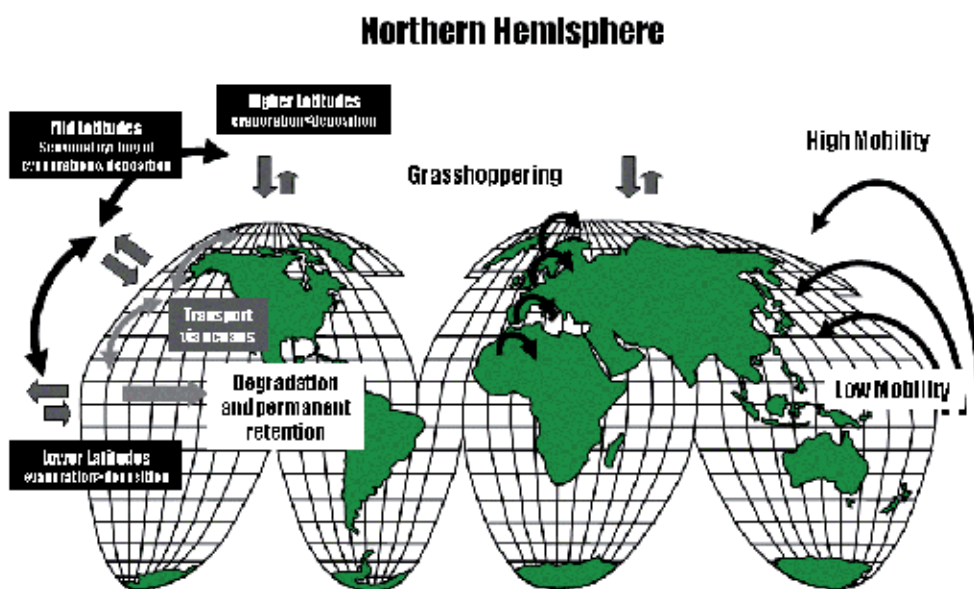 Northern Hemisphere
Higher Latitudes
evaporation<deposition
Mid Latitudes
Seasonal cycling of
evaporation & deposition
High Mobility
Grasshoppering
Transport
via oceans
Degradation
and permanent
retention
Low Mobility
Lower Latitudes
evaporation>deposition